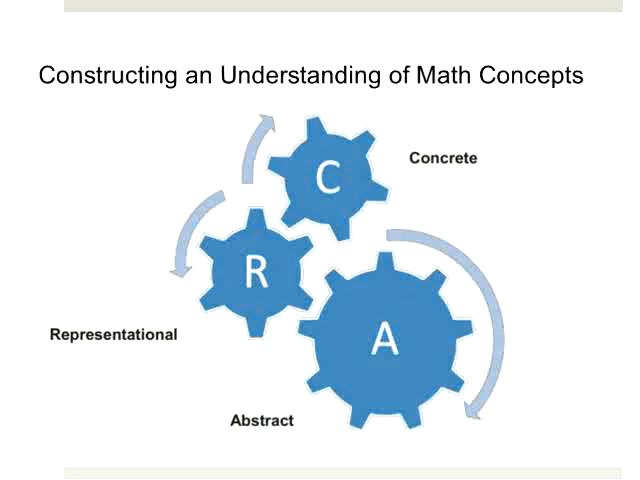 Constructing an Understanding of Math Concepts
C
Concrete
R
Representational
A
Abstract